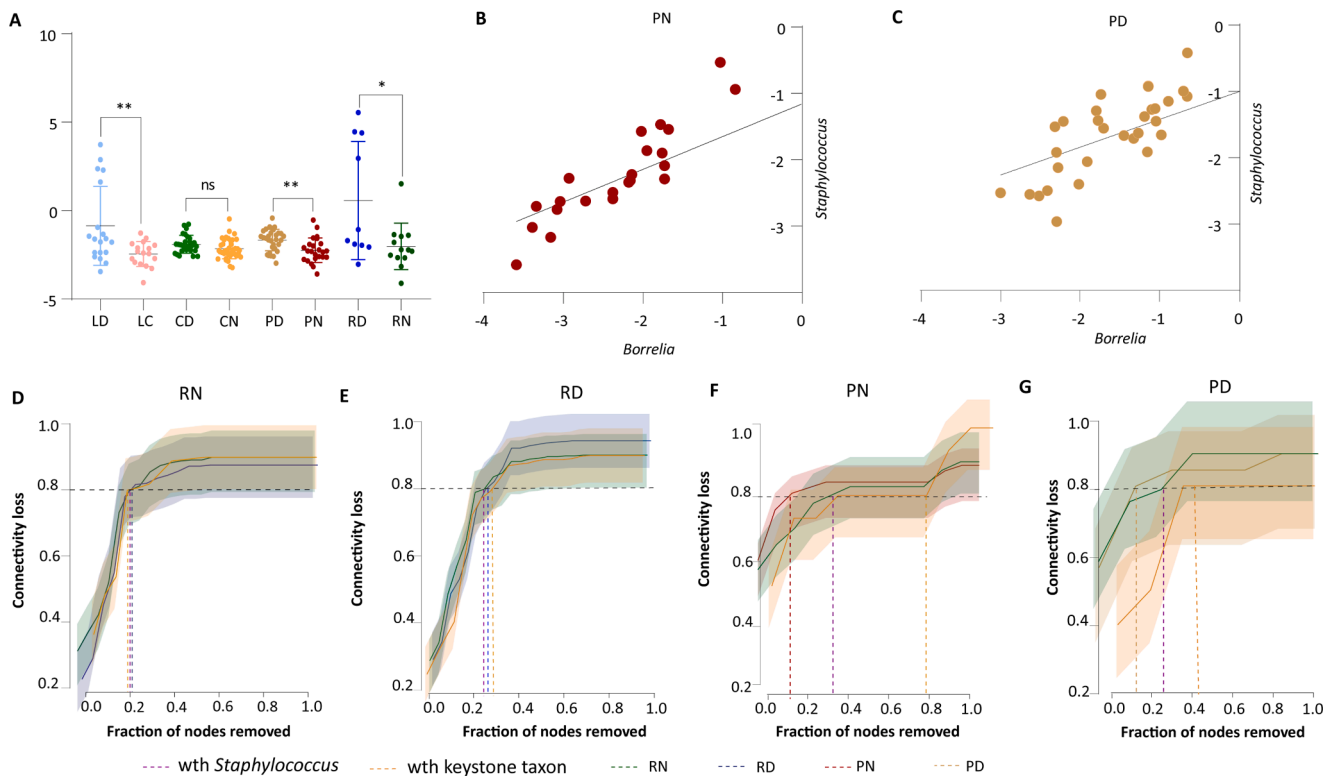 A
10
5
0
-5
**
ns
**
*
LD LC CD CN PD PN RD RN
B
PN
0
-1
-2
-3
Staphylococcus
-4 -3 -2 -1 0
Borrelia
C
PD
0
-1
-2
-3
Staphylococcus
-4 -3 -2 -1 0
Borrelia
D
RN
Connectivity loss
1.0
0.8
0.6
0.4
0.2
0.0 0.2 0.4 0.6 0.8 1.0
Fraction of nodes removed
E
RD
Connectivity loss
1.0
0.8
0.6
0.4
0.2
0.0 0.2 0.4 0.6 0.8 1.0
Fraction of nodes removed
F
PN
Connectivity loss
1.0
0.8
0.6
0.4
0.2
0.0 0.2 0.4 0.6 0.8 1.0
Fraction of nodes removed
G
PD
Connectivity loss
1.0
0.8
0.6
0.4
0.2
0.0 0.2 0.4 0.6 0.8 1.0
Fraction of nodes removed
wth Staphylococcus wth keystone taxon RN RD PN PD